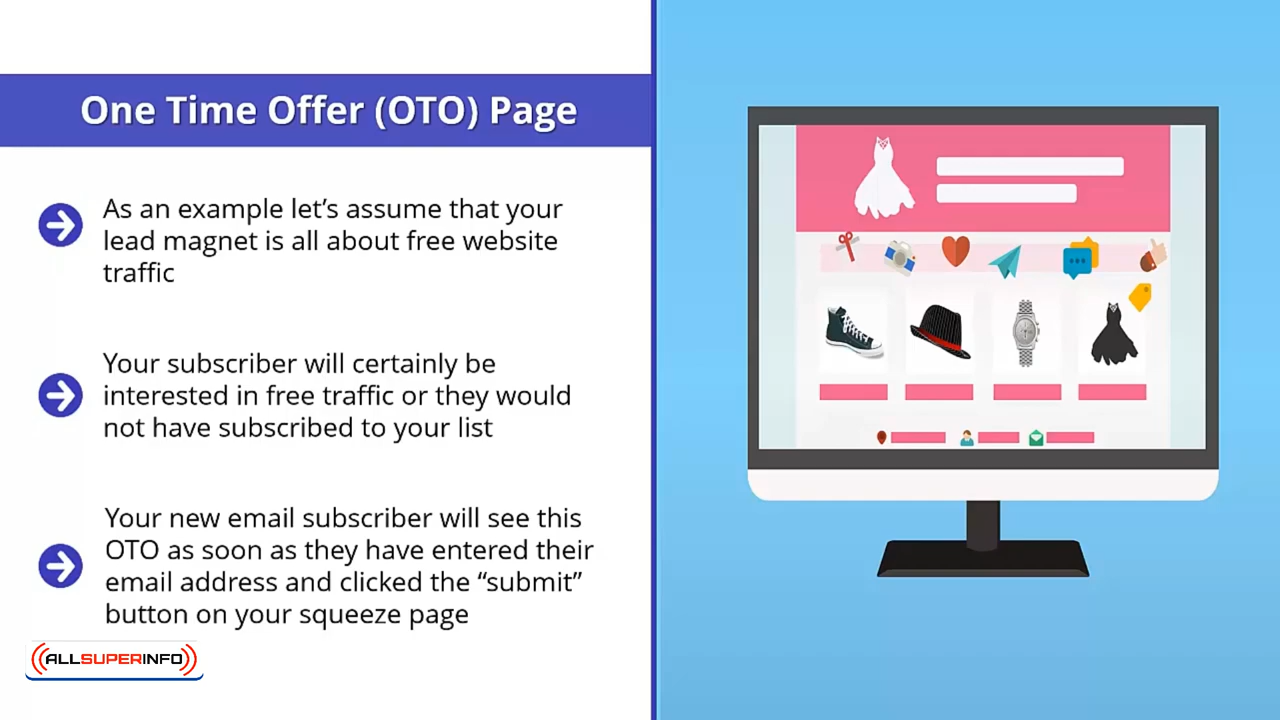 One Time Offer (OTO) Page
As an example let’s assume that your
lead magnet is all about free website
traffic
Your subscriber will certainly be
interested in free traffic or they would
not have subscribed to your list
Your new email subscriber will see this
OTO as soon as they have entered their
email address and clicked the “submit”
button on your squeeze page
ALLSUPERINFO